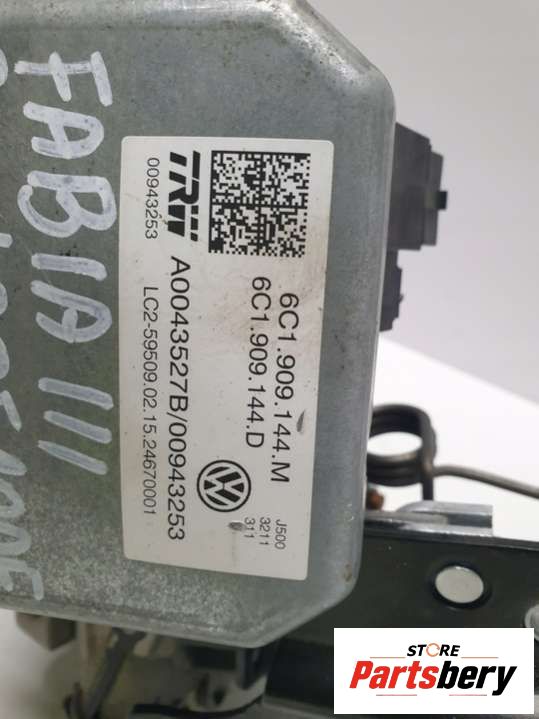 FABIA III
TRW
00943253
6C1.909.144.M
6C1.909.144.D
A0043527B/00943253
LC2-59509.02.15.24670001
J500
3211
311
STORE
Partsbery